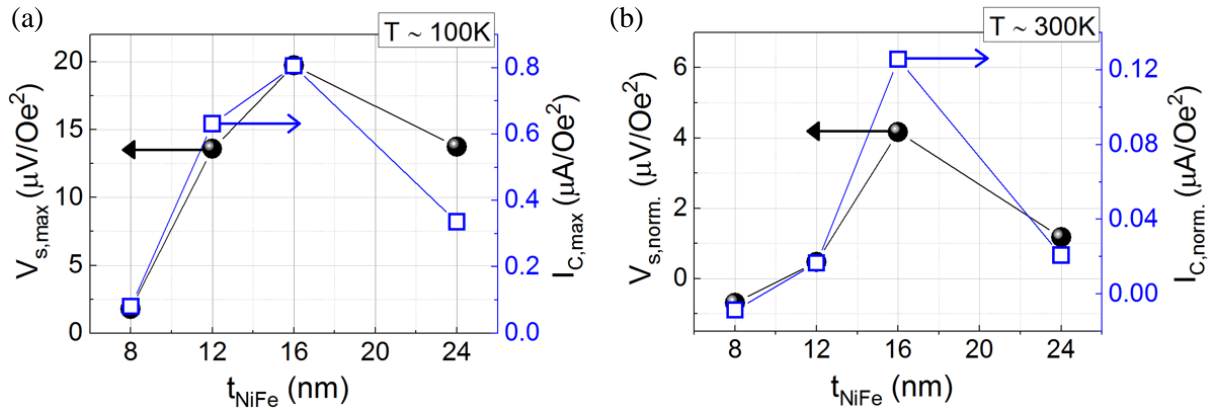 (a)
T ~ 100K
V_s,max (μV/Oe²)
20
15
10
5
0
I_C,max (μA/Oe²)
0.8
0.6
0.4
0.2
0.0
8 12 16 20 24
t_NiFe (nm)
(b)
T ~ 300K
V_s,norm. (μV/Oe²)
6
4
2
0
I_C,norm. (μA/Oe²)
0.12
0.08
0.04
0.00
8 12 16 20 24
t_NiFe (nm)